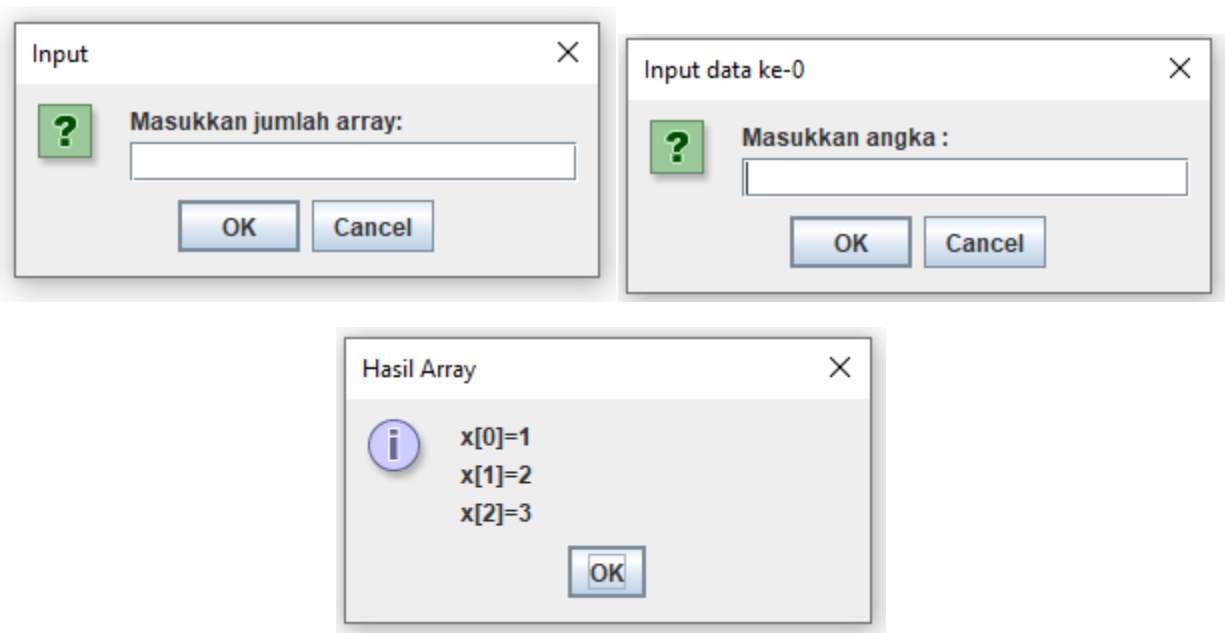 Input
Masukkan jumlah array:
OK Cancel
Input data ke-0
Masukkan angka :
OK Cancel
Hasil Array
x[0]=1
x[1]=2
x[2]=3
OK